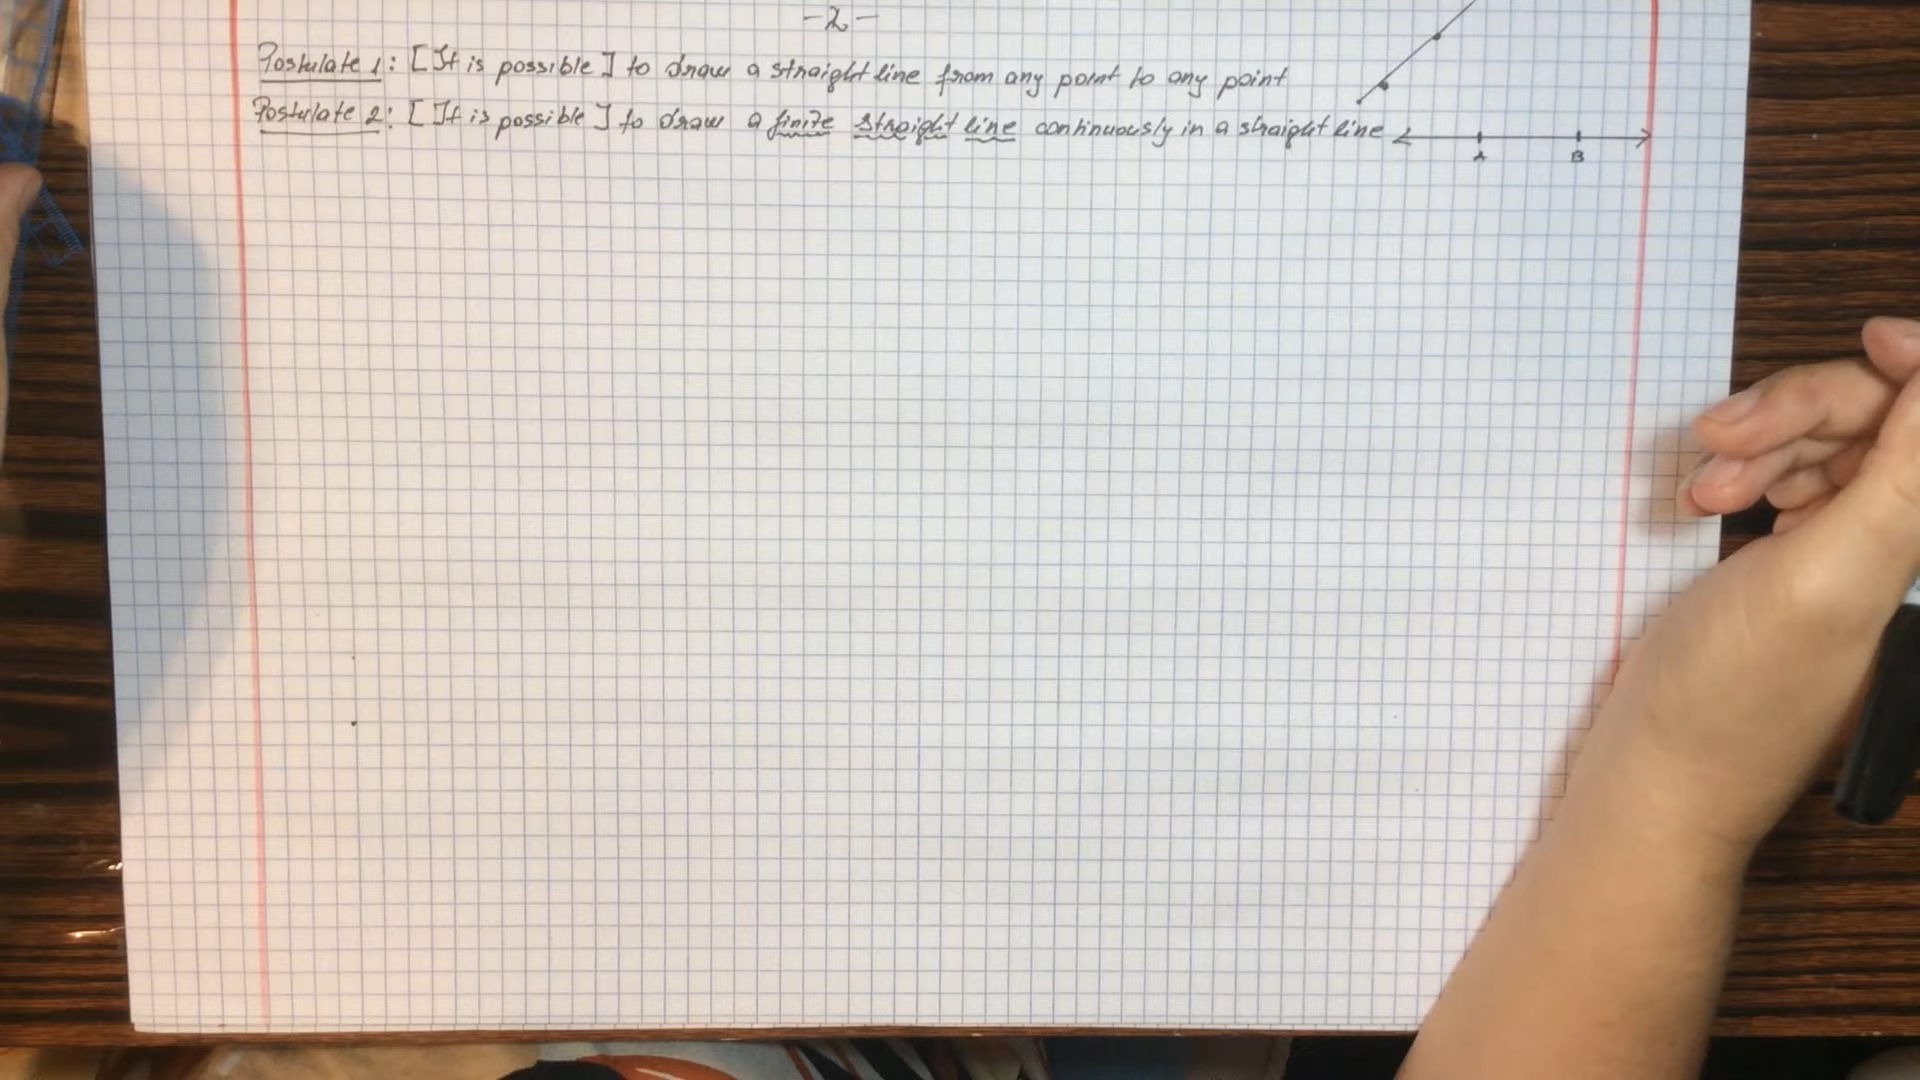 -2-
Postulate 1: [It is possible] to draw a straight line from any point to any point
Postulate 2: [It is possible] to draw a finite straight line continuously in a straight line
A B